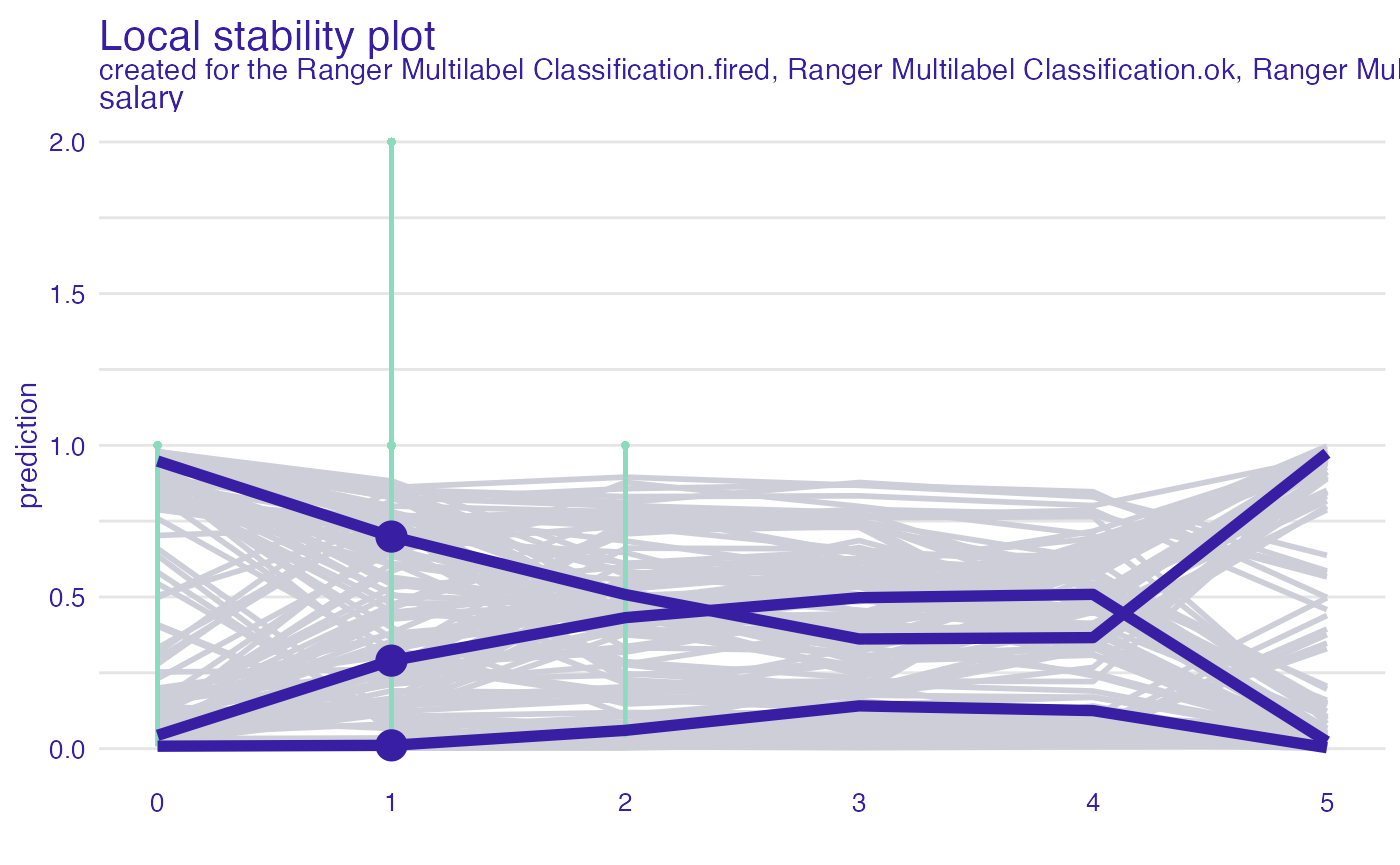 Local stability plot
created for the Ranger Multilabel Classification.fired, Ranger Multilabel Classification.ok, Ranger Mul
salary
2.0
1.5
1.0
0.5
0.0
prediction
0 1 2 3 4 5